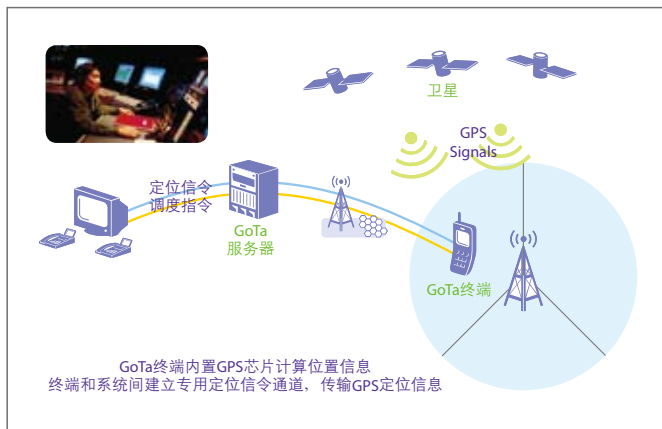 卫星
GPS
Signals
定位信令
调度指令
GoTa
服务器
GoTa终端
GoTa终端内置GPS芯片计算位置信息
终端和系统间建立专用定位信令通道，传输GPS定位信息